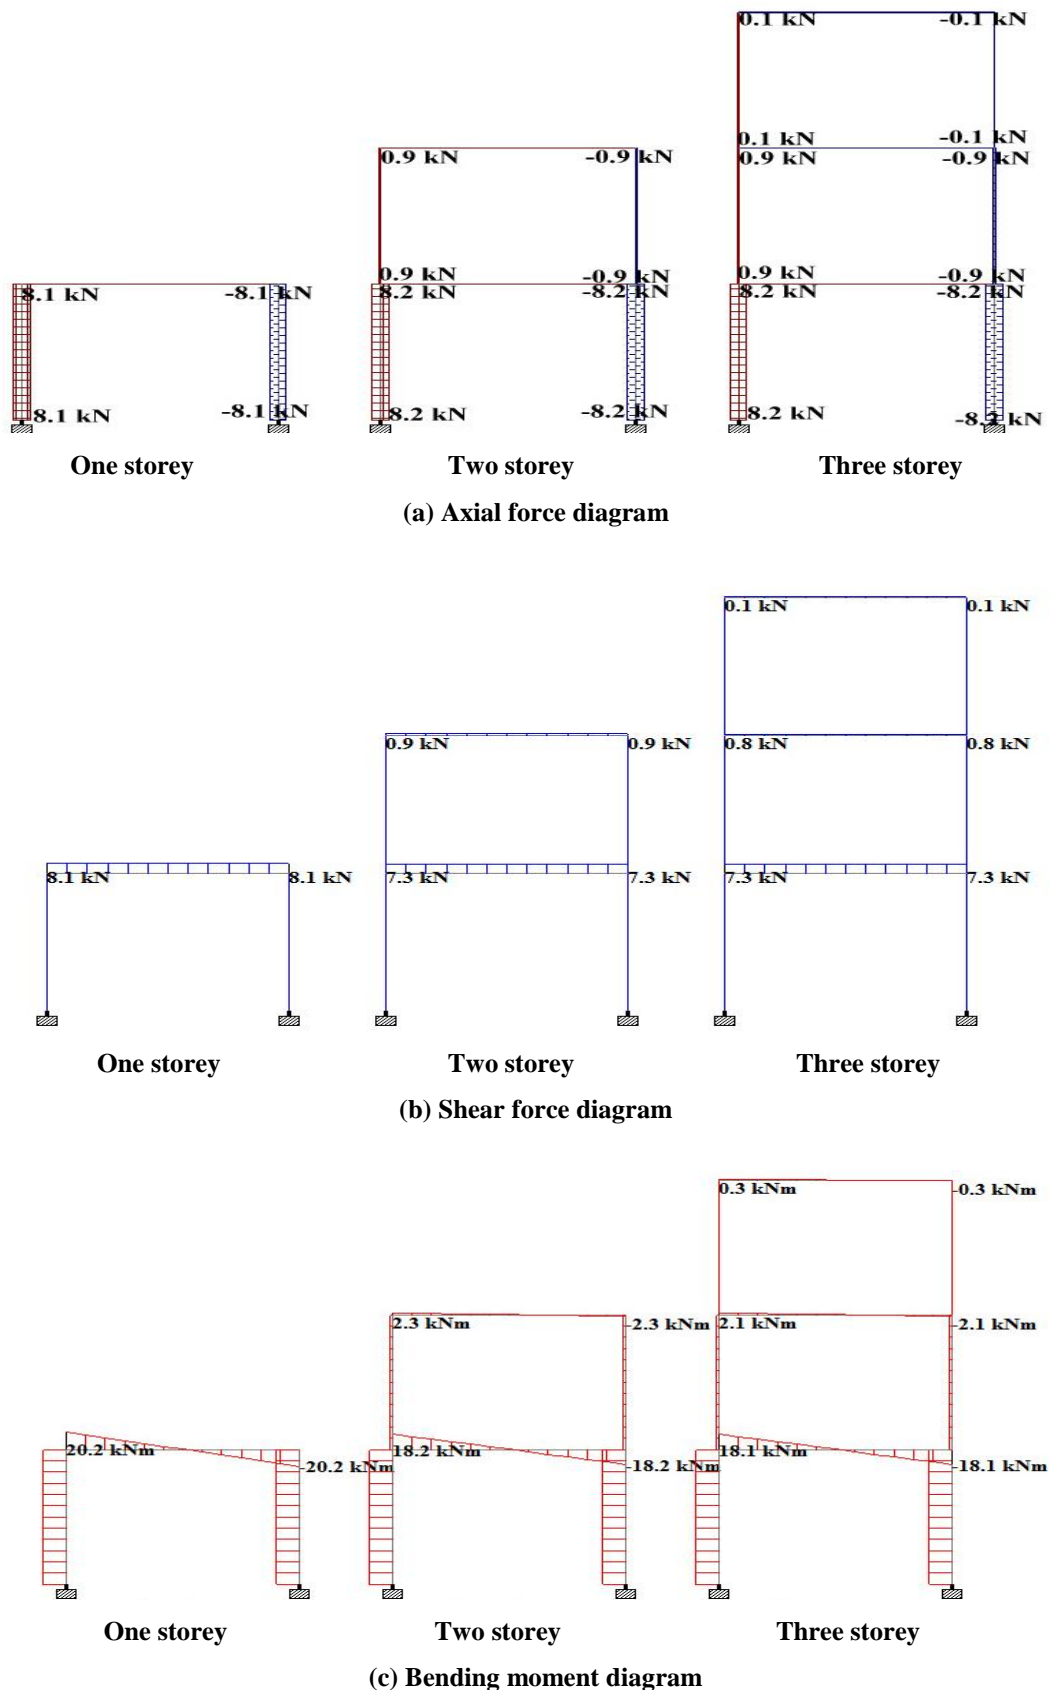 0.1 kN -0.1 kN
0.1 kN -0.1 kN
0.9 kN -0.9 kN 0.9 kN -0.9 kN
0.9 kN -0.9 kN 0.9 kN -0.9 kN
8.1 kN -8.1 kN 8.2 kN -8.2 kN 8.2 kN -8.2 kN
8.1 kN -8.1 kN 8.2 kN -8.2 kN 8.2 kN -8.2 kN
One storey Two storey Three storey
(a) Axial force diagram
0.1 kN 0.1 kN
0.9 kN 0.9 kN 0.8 kN 0.8 kN
8.1 kN 8.1 kN 7.3 kN 7.3 kN 7.3 kN 7.3 kN
One storey Two storey Three storey
(b) Shear force diagram
0.3 kNm -0.3 kNm
2.3 kNm -2.3 kNm 2.1 kNm -2.1 kNm
20.2 kNm -20.2 kNm 18.2 kNm -18.2 kNm 18.1 kNm -18.1 kNm
One storey Two storey Three storey
(c) Bending moment diagram